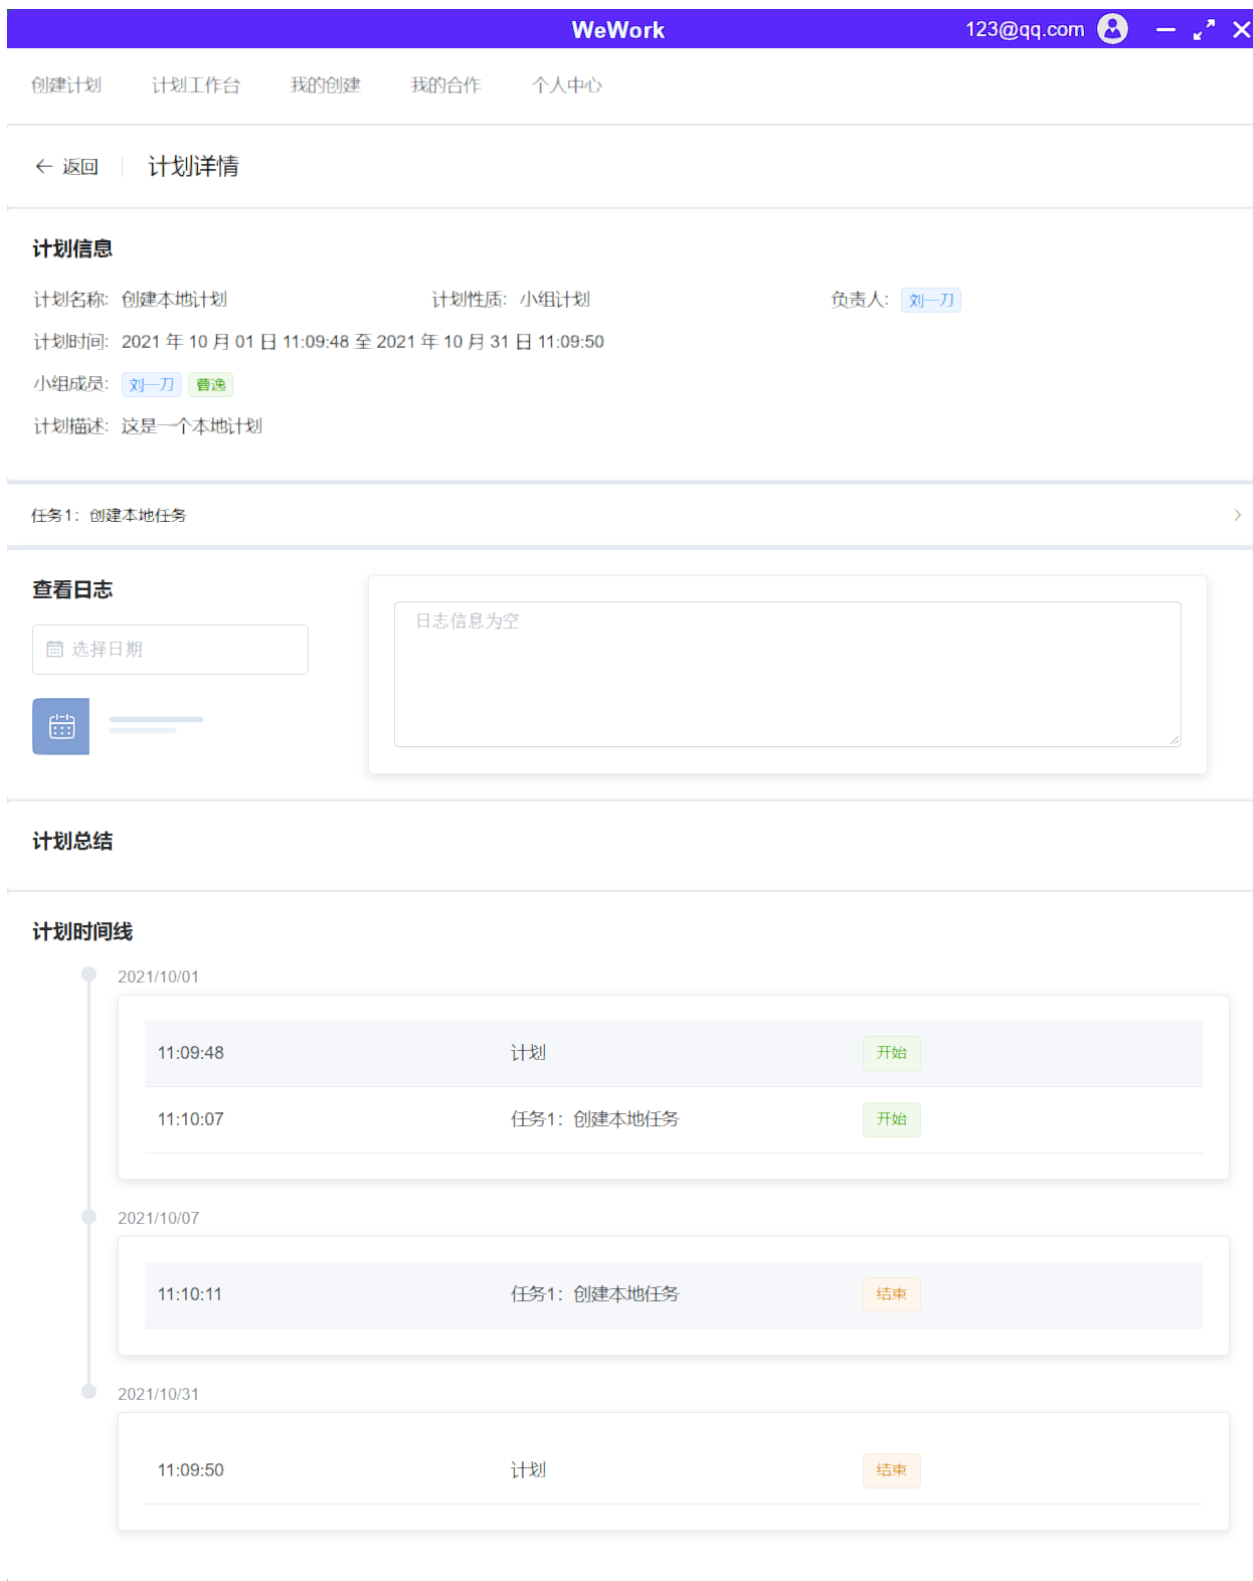 WeWork 123@qq.com
创建计划 计划工作台 我的创建 我的合作 个人中心
← 返回 计划详情
计划信息
计划名称: 创建本地计划 计划性质: 小组计划 负责人: 刘一刀
计划时间: 2021 年 10 月 01 日 11:09:48 至 2021 年 10 月 31 日 11:09:50
小组成员: 刘一刀 曹逸
计划描述: 这是一个本地计划
任务1：创建本地任务
查看日志
选择日期
日志信息为空
计划总结
计划时间线
2021/10/01
11:09:48 计划 开始
11:10:07 任务1：创建本地任务 开始
2021/10/07
11:10:11 任务1：创建本地任务 结束
2021/10/31
11:09:50 计划 结束